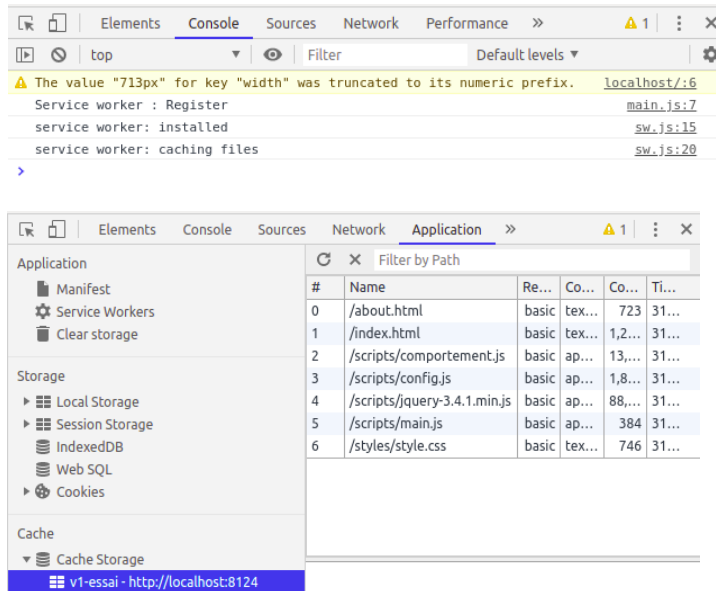 Elements Console Sources Network Performance » 1
top Filter Default levels ▼
The value "713px" for key "width" was truncated to its numeric prefix. localhost/:6
Service worker : Register main.js:7
service worker: installed sw.js:15
service worker: caching files sw.js:20
>
Elements Console Sources Network Application » 1
Application
Filter by Path
Manifest
Service Workers
Clear storage
Storage
Local Storage
Session Storage
IndexedDB
Web SQL
Cookies
Cache
Cache Storage
v1-essai - http://localhost:8124
# Name Re... Co... Co... Ti...
0 /about.html basic tex... 723 31...
1 /index.html basic tex... 1,2... 31...
2 /scripts/comportement.js basic ap... 13,... 31...
3 /scripts/config.js basic ap... 1,8... 31...
4 /scripts/jquery-3.4.1.min.js basic ap... 88,... 31...
5 /scripts/main.js basic ap... 384 31...
6 /styles/style.css basic tex... 746 31...